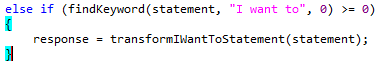 else if (findKeyword(statement, "I want to", 0) >= 0)
{
    response = transformIWantToStatement(statement);
}